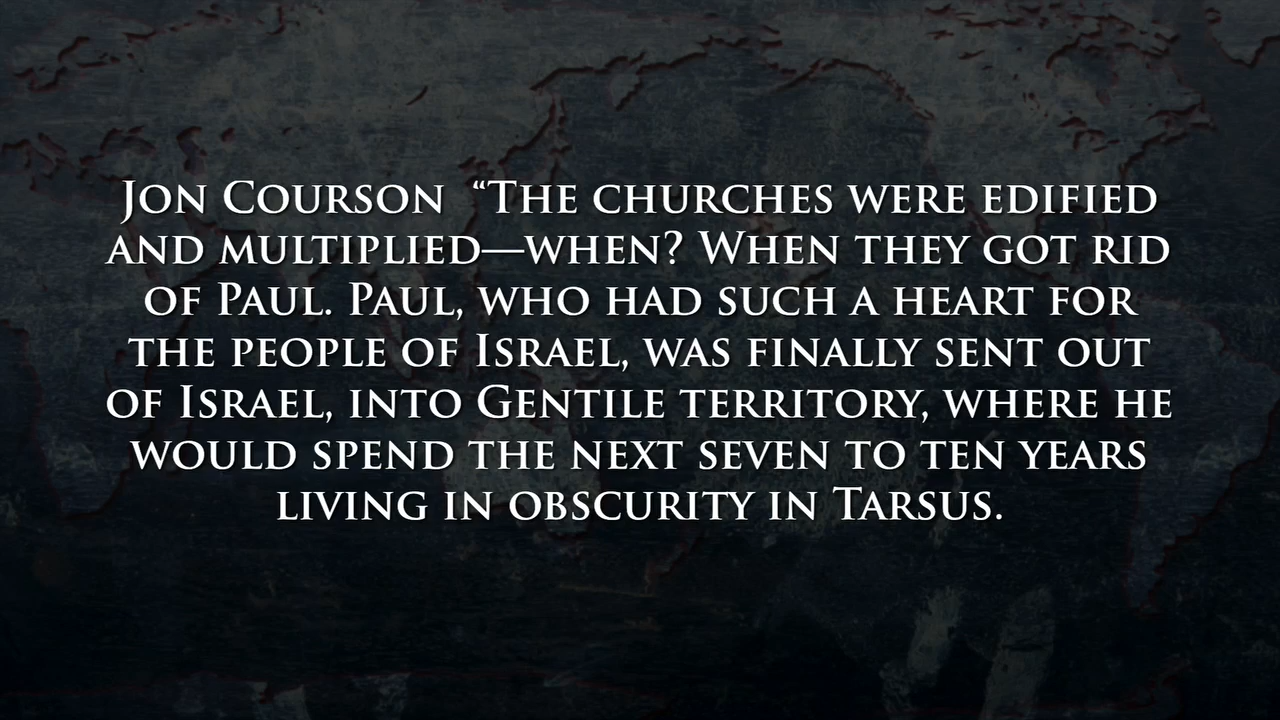 Jon Courson “The churches were edified
and multiplied—when? When they got rid
of Paul. Paul, who had such a heart for
the people of Israel, was finally sent out
of Israel, into Gentile territory, where he
would spend the next seven to ten years
living in obscurity in Tarsus.